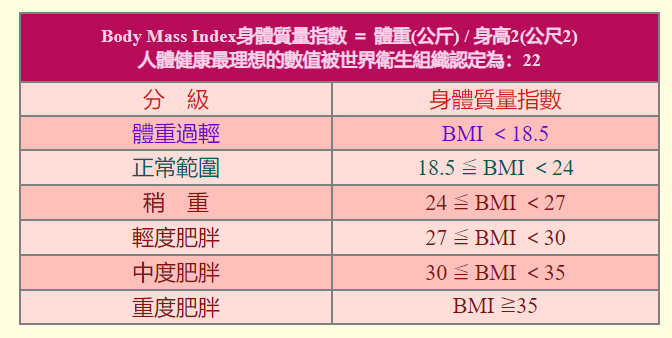 Body Mass Index身體質量指數 = 體重(公斤) / 身高2(公尺2)
人體健康最理想的數值被世界衛生組織認定為：22
分 級 身體質量指數
體重過輕 BMI ＜18.5
正常範圍 18.5 ≦ BMI ＜24
稍 重 24 ≦ BMI ＜27
輕度肥胖 27 ≦ BMI ＜30
中度肥胖 30 ≦ BMI ＜35
重度肥胖 BMI ≧35